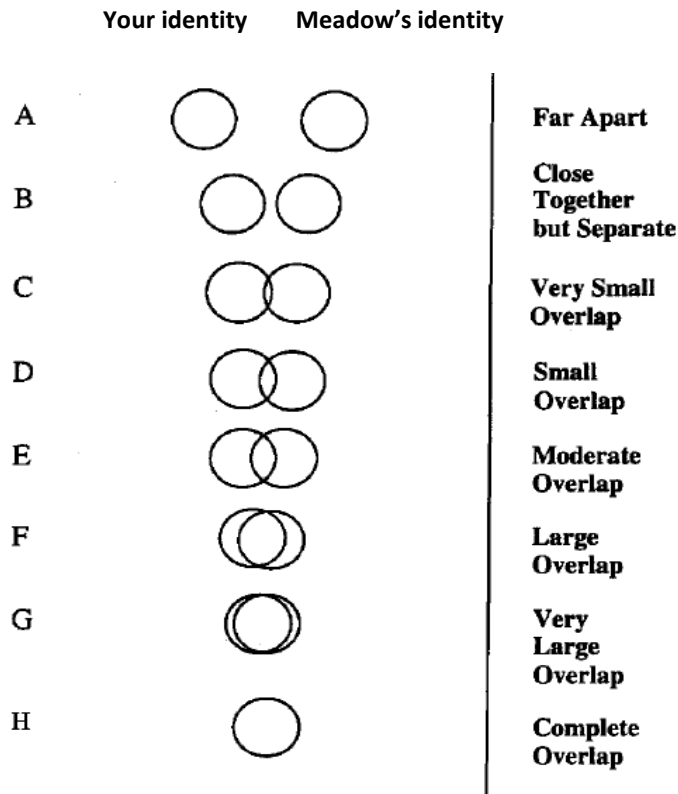 Your identity Meadow’s identity
A Far Apart
B Close
Together
but Separate
C Very Small
Overlap
D Small
Overlap
E Moderate
Overlap
F Large
Overlap
G Very
Large
Overlap
H Complete
Overlap